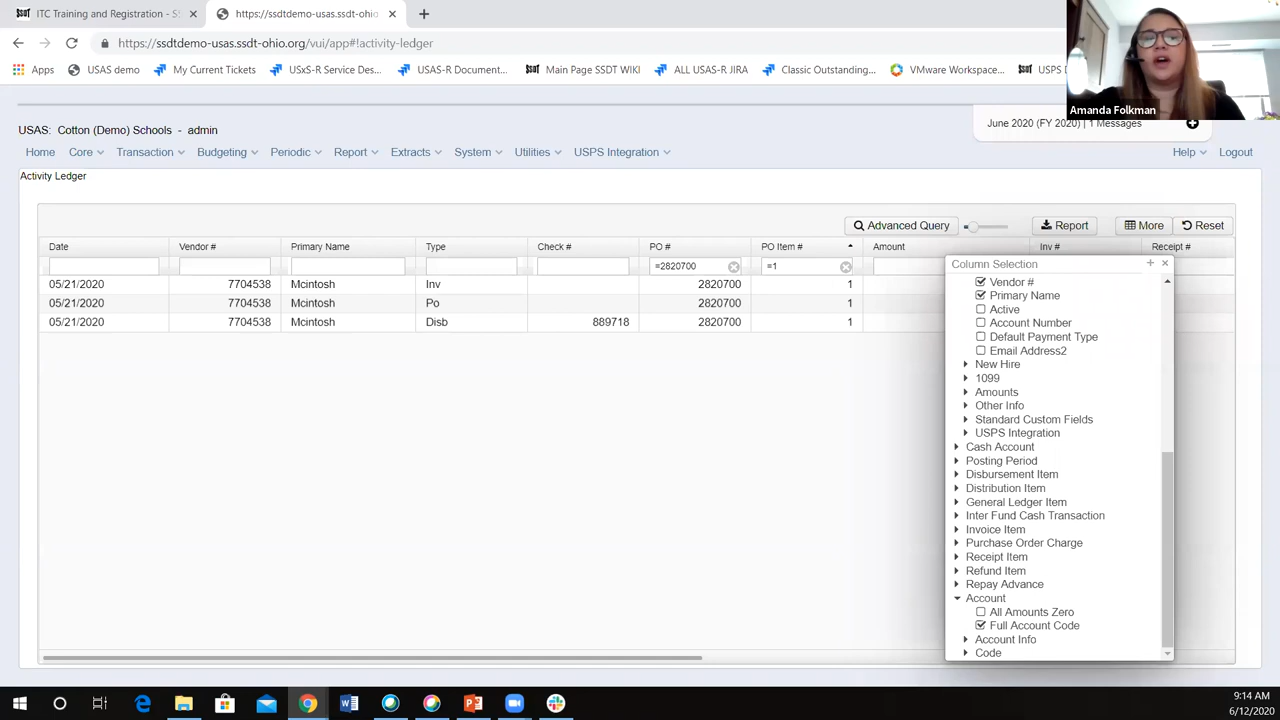 ITC Training and Registration - S
https://ssdtdemo-usas.ssdt-ohio
https://ssdtdemo-usas.ssdt-ohio.org/vui/app#!activity-ledger
Apps USAS demo My Current Tickets USxS-R Service Des... USAS-R Document... Main Page SSDT WIKI ALL USAS-R JIRA Classic Outstanding... VMware Workspace... USPS
Amanda Folkman
USAS: Cotton (Demo) Schools - admin
June 2020 (FY 2020) | 1 Messages
Home Core Transaction Budgeting Periodic Report Extracts System Utilities USPS Integration Help Logout
Activity Ledger
Advanced Query Report More Reset
Date Vendor # Primary Name Type Check # PO # PO Item # Amount Inv # Receipt #
=2820700 =1
05/21/2020 7704538 Mcintosh Inv 2820700 1
05/21/2020 7704538 Mcintosh Po 2820700 1
05/21/2020 7704538 Mcintosh Disb 889718 2820700 1
Column Selection
Vendor #
Primary Name
Active
Account Number
Default Payment Type
Email Address2
New Hire
1099
Amounts
Other Info
Standard Custom Fields
USPS Integration
Cash Account
Posting Period
Disbursement Item
Distribution Item
General Ledger Item
Inter Fund Cash Transaction
Invoice Item
Purchase Order Charge
Receipt Item
Refund Item
Repay Advance
Account
All Amounts Zero
Full Account Code
Account Info
Code
9:14 AM
6/12/2020